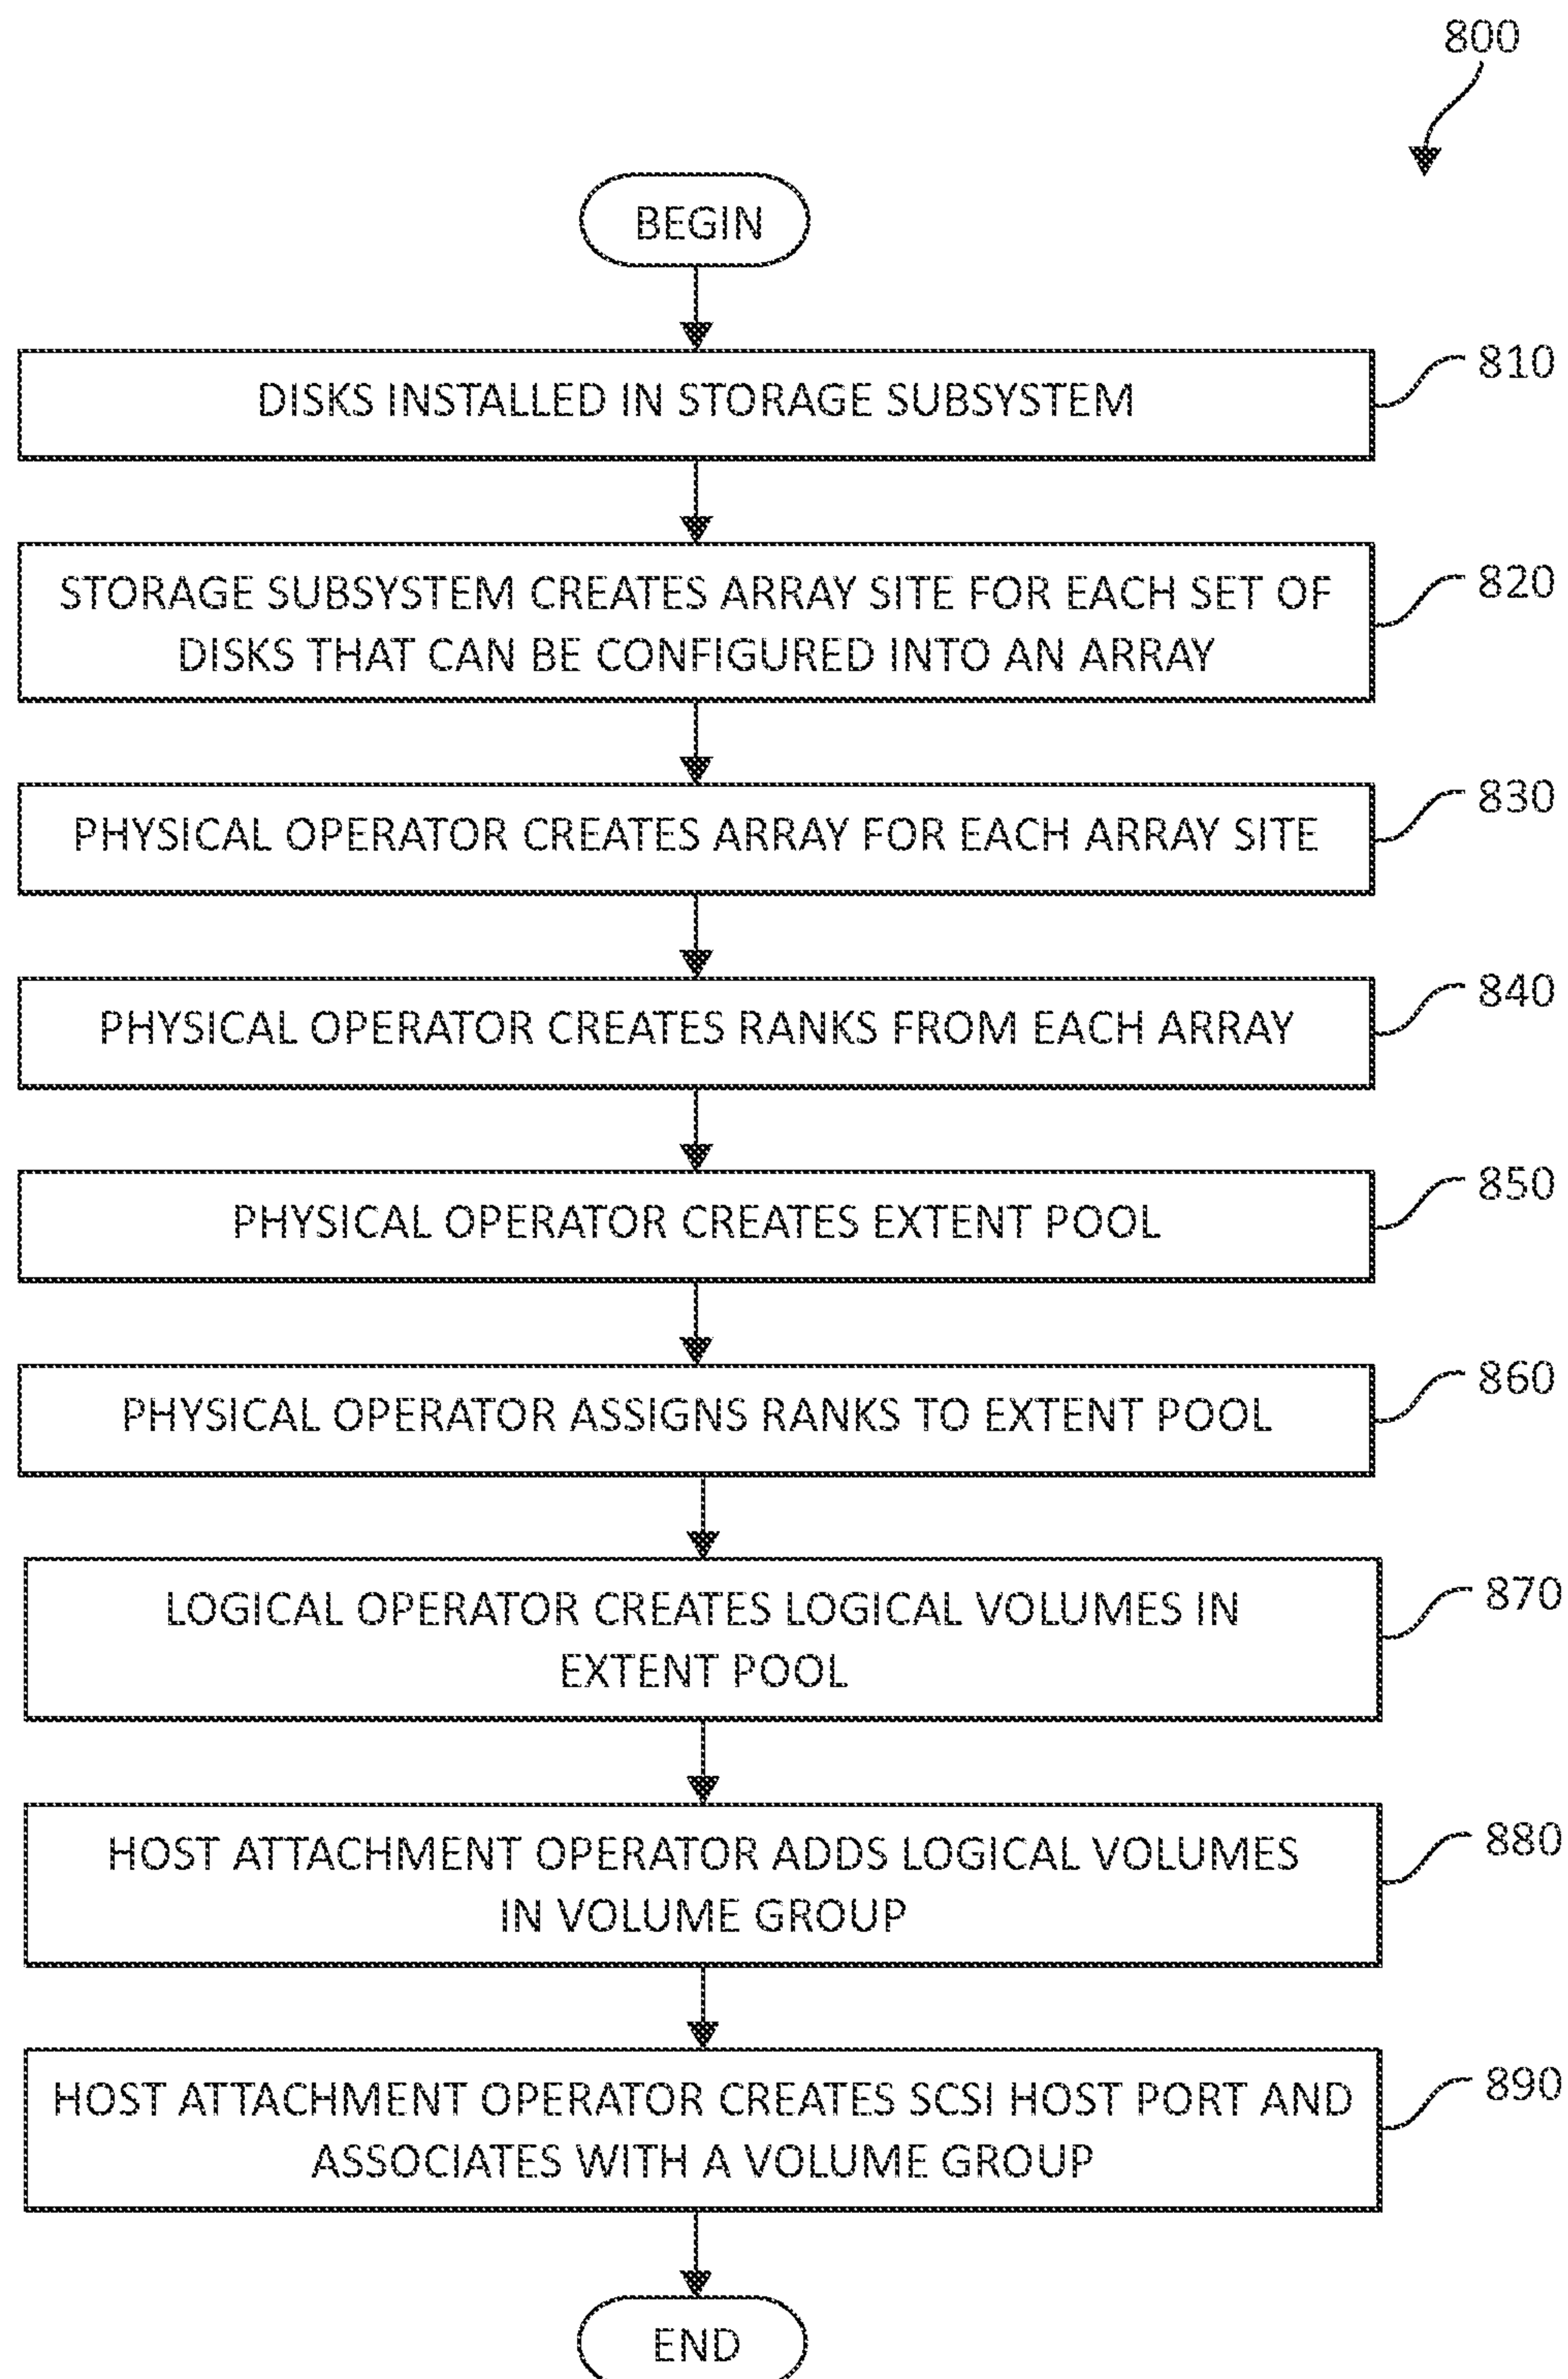 800
BEGIN
DISKS INSTALLED IN STORAGE SUBSYSTEM
810
STORAGE SUBSYSTEM CREATES ARRAY SITE FOR EACH SET OF
DISKS THAT CAN BE CONFIGURED INTO AN ARRAY
820
PHYSICAL OPERATOR CREATES ARRAY FOR EACH ARRAY SITE
830
PHYSICAL OPERATOR CREATES RANKS FROM EACH ARRAY
840
PHYSICAL OPERATOR CREATES EXTENT POOL
850
PHYSICAL OPERATOR ASSIGNS RANKS TO EXTENT POOL
860
LOGICAL OPERATOR CREATES LOGICAL VOLUMES IN
EXTENT POOL
870
HOST ATTACHMENT OPERATOR ADDS LOGICAL VOLUMES
IN VOLUME GROUP
880
HOST ATTACHMENT OPERATOR CREATES SCSI HOST PORT AND
ASSOCIATES WITH A VOLUME GROUP
890
END